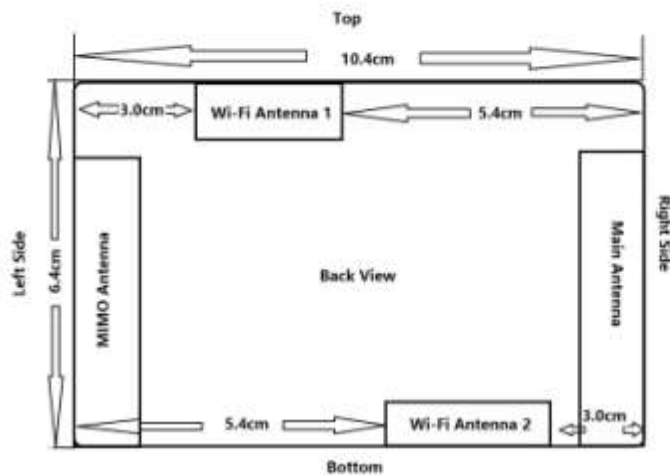 Top
10.4cm
3.0cm
Wi-Fi Antenna 1
5.4cm
Left Side
6.4cm
MIMO Antenna
Back View
Main Antenna
Right Side
5.4cm
Wi-Fi Antenna 2
3.0cm
Bottom